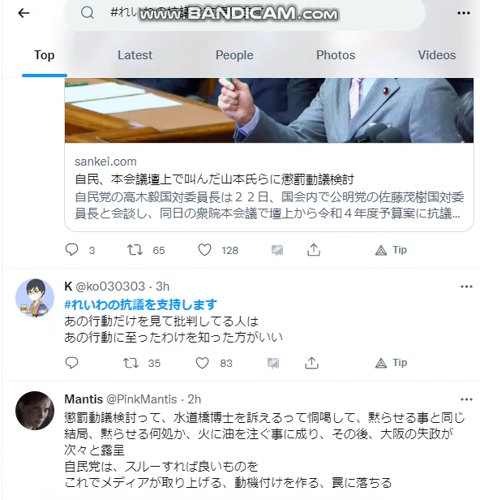 #れいわの抗議
www.BANDICAM.com
Top Latest People Photos Videos
sankei.com
自民、本会議壇上で叫んだ山本氏らに懲罰動議検討
自民党の高木毅国対委員長は２２日、国会内で公明党の佐藤茂樹国対委
員長と会談し、同日の衆院本会議で壇上から令和４年度予算案に抗議...
3 65 128 Tip
K @ko030303 · 3h
#れいわの抗議を支持します
あの行動だけを見て批判してる人は
あの行動に至ったわけを知った方がいい
35 83 Tip
Mantis @PinkMantis · 2h
懲罰動議検討って、水道橋博士を訴えるって恫喝して、黙らせる事と同じ
結局、黙らせる何処か、火に油を注ぐ事に成り、その後、大阪の失政が
次々と露呈
自民党は、スルーすれば良いものを
これでメディアが取り上げる、動機付けを作る、罠に落ちる